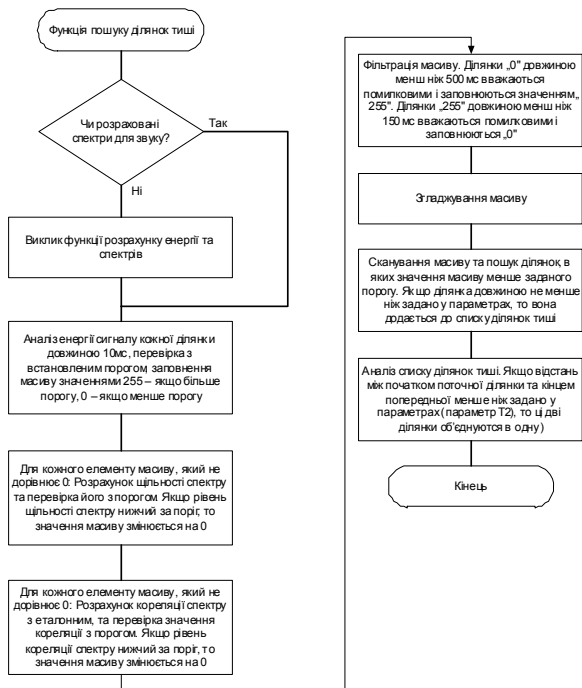 Функція пошуку ділянок тиші
Чи розраховані
спектри для звуку?
Так
Ні
Виклик функції розрахунку енергії та
спектрів
Аналіз енергії сигналу кожної ділянки
довжиною 10мс, перевірка з
встановленим порогом, заповнення
масиву значеннями 255 – якщо більше
порогу, 0 – якщо менше порогу
Для кожного елементу масиву, який не
дорівнює 0: Розрахунок щільності спектру
та перевірка його з порогом. Якщо рівень
щільності спектру нижчий за поріг, то
значення масиву змінюється на 0
Для кожного елементу масиву, який не
дорівнює 0: Розрахунок кореляції спектру
з еталонним, та перевірка значення
кореляції з порогом. Якщо рівень
кореляції спектру нижчий за поріг, то
значення масиву змінюється на 0
Фільтрація масиву. Ділянки „0" довжиною
менш ніж 500 мс вважаються
помилковими і заповнюються значенням „
255". Ділянки „255" довжиною менш ніж
150 мс вважаються помилковими і
заповнюються „0"
Згладжування масиву
Сканування масиву та пошук ділянок, в
яких значення масиву менше заданого
порогу. Якщо ділянка довжиною не менше
ніж задано у параметрах, то вона
додається до списку ділянок тиші
Аналіз списку ділянок тиші. Якщо відстань
між початком поточної ділянки та кінцем
попередньої менше ніж задано у
параметрах (параметр Т2), то ці дві
ділянки об'єднуються в одну)
Кінець